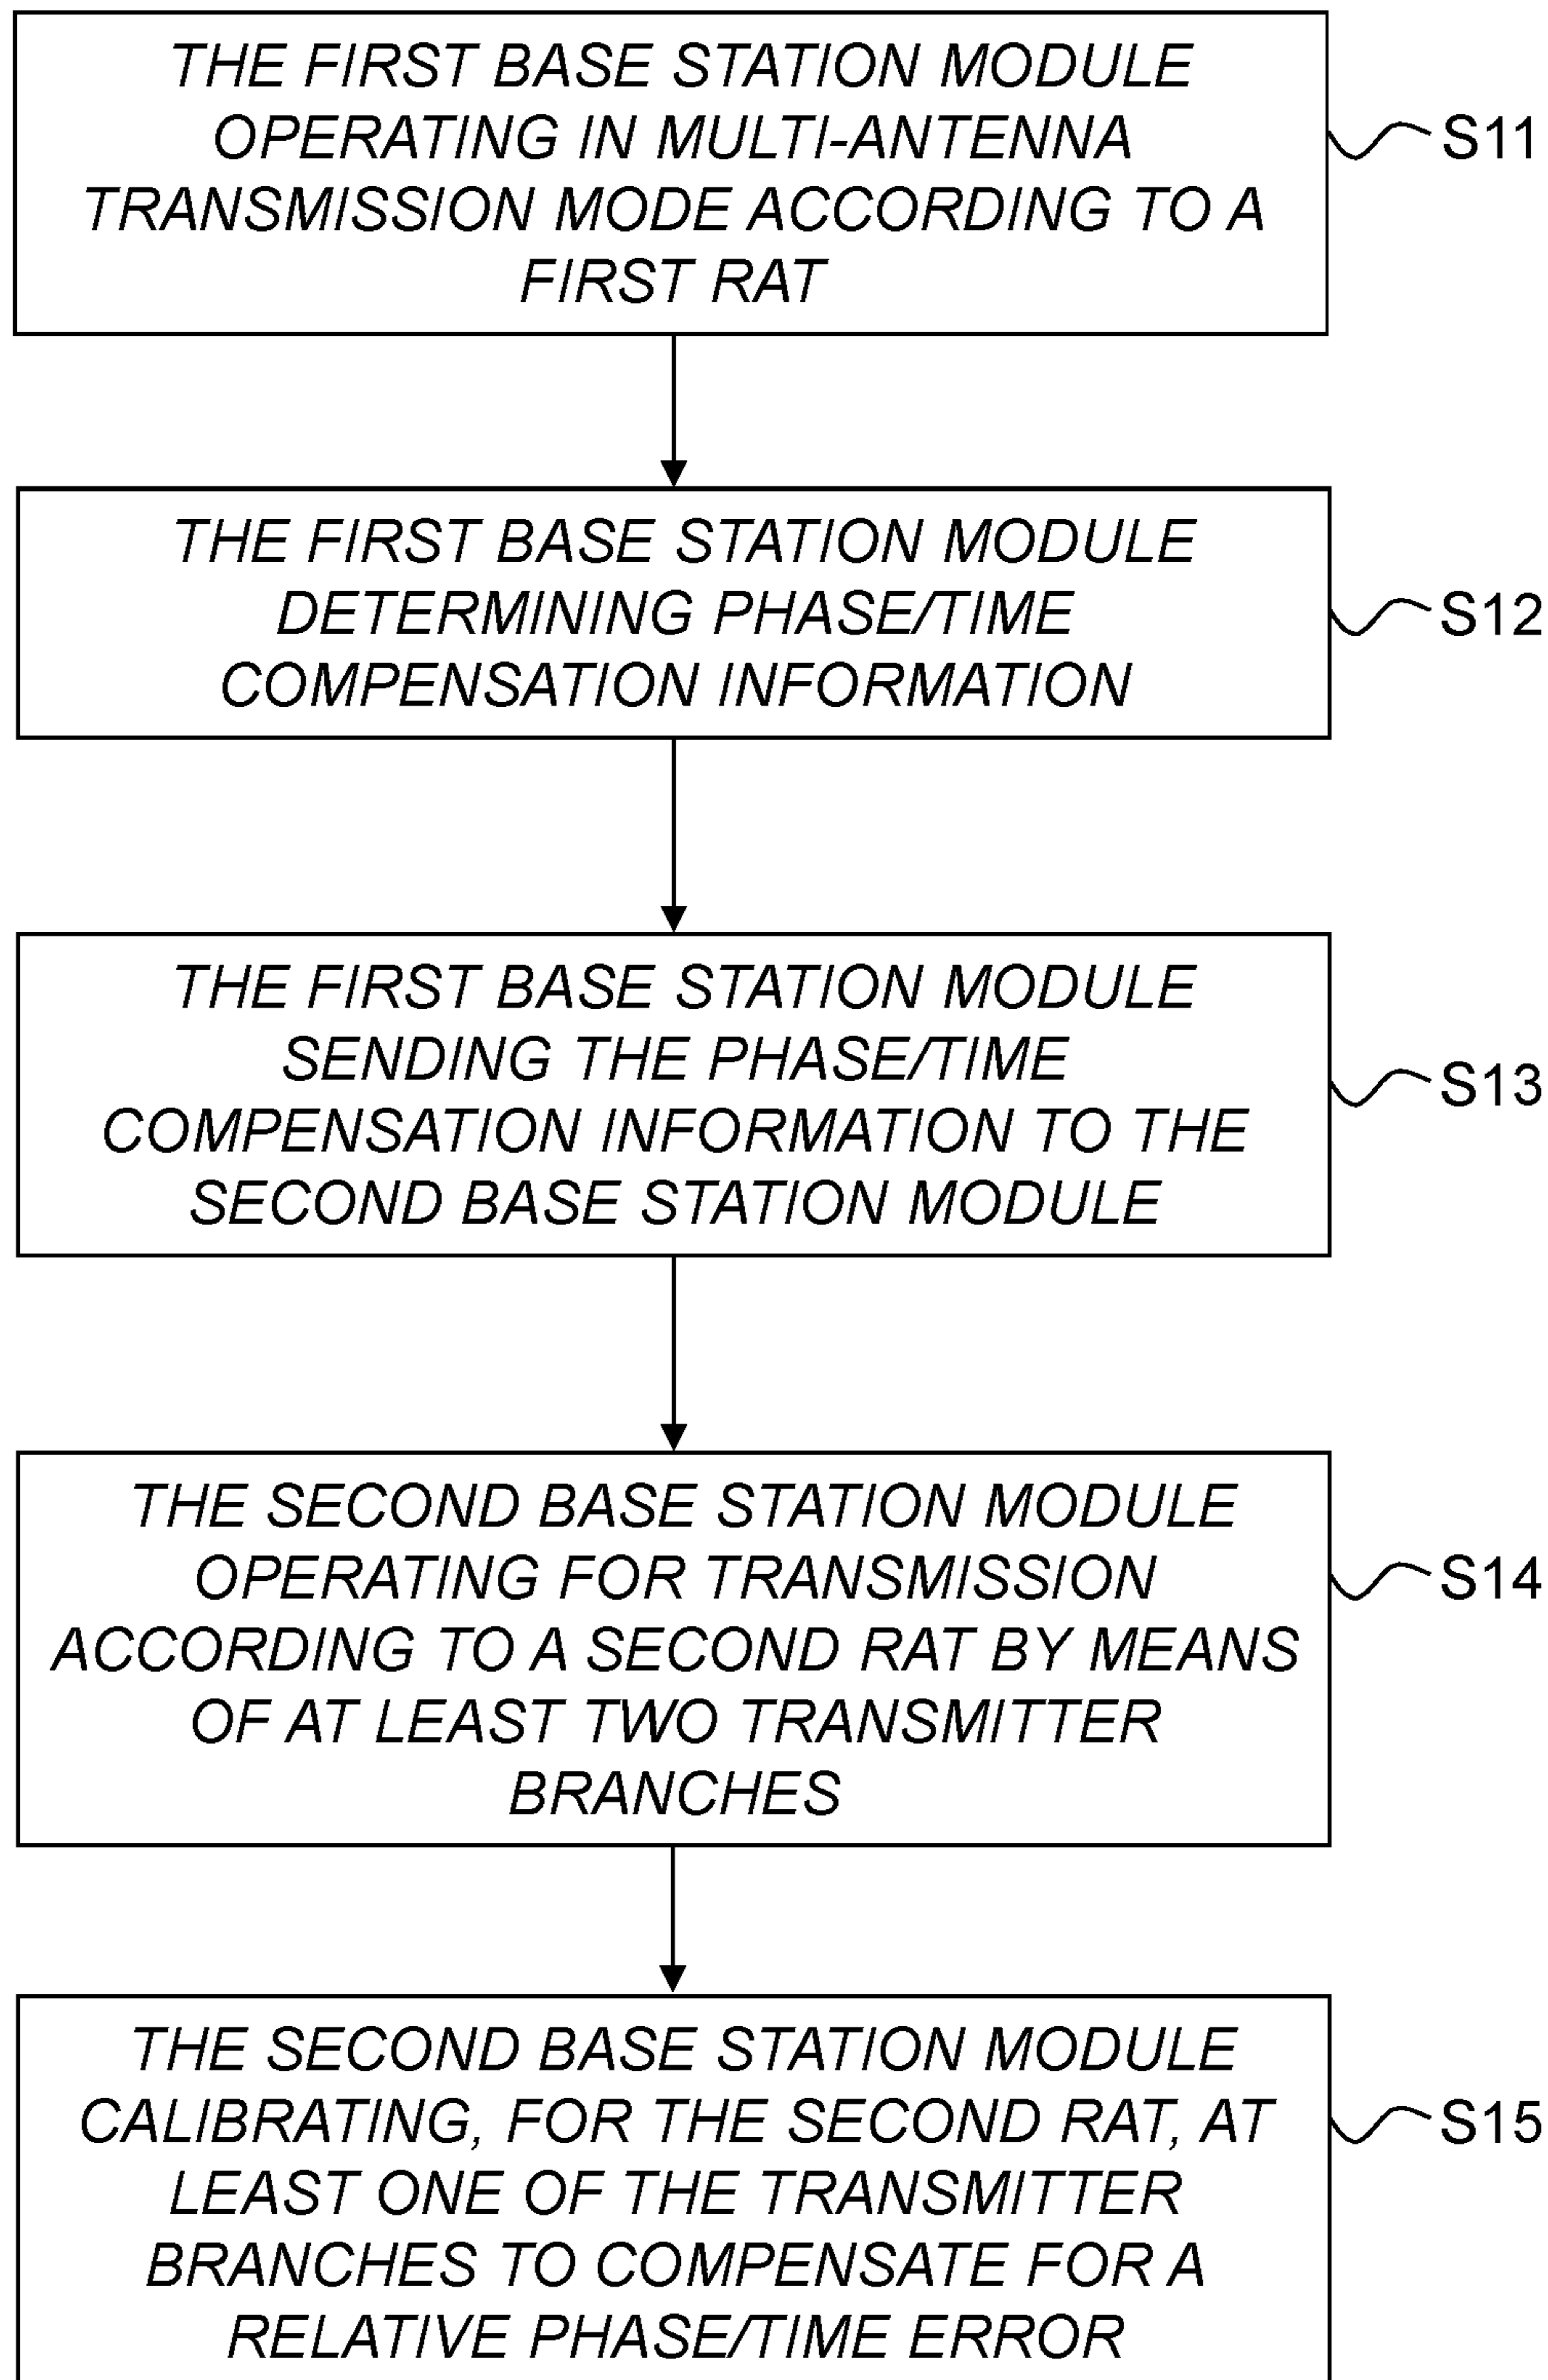 THE FIRST BASE STATION MODULE
OPERATING IN MULTI-ANTENNA
TRANSMISSION MODE ACCORDING TO A
FIRST RAT
S11
THE FIRST BASE STATION MODULE
DETERMINING PHASE/TIME
COMPENSATION INFORMATION
S12
THE FIRST BASE STATION MODULE
SENDING THE PHASE/TIME
COMPENSATION INFORMATION TO THE
SECOND BASE STATION MODULE
S13
THE SECOND BASE STATION MODULE
OPERATING FOR TRANSMISSION
ACCORDING TO A SECOND RAT BY MEANS
OF AT LEAST TWO TRANSMITTER
BRANCHES
S14
THE SECOND BASE STATION MODULE
CALIBRATING, FOR THE SECOND RAT, AT
LEAST ONE OF THE TRANSMITTER
BRANCHES TO COMPENSATE FOR A
RELATIVE PHASE/TIME ERROR
S15